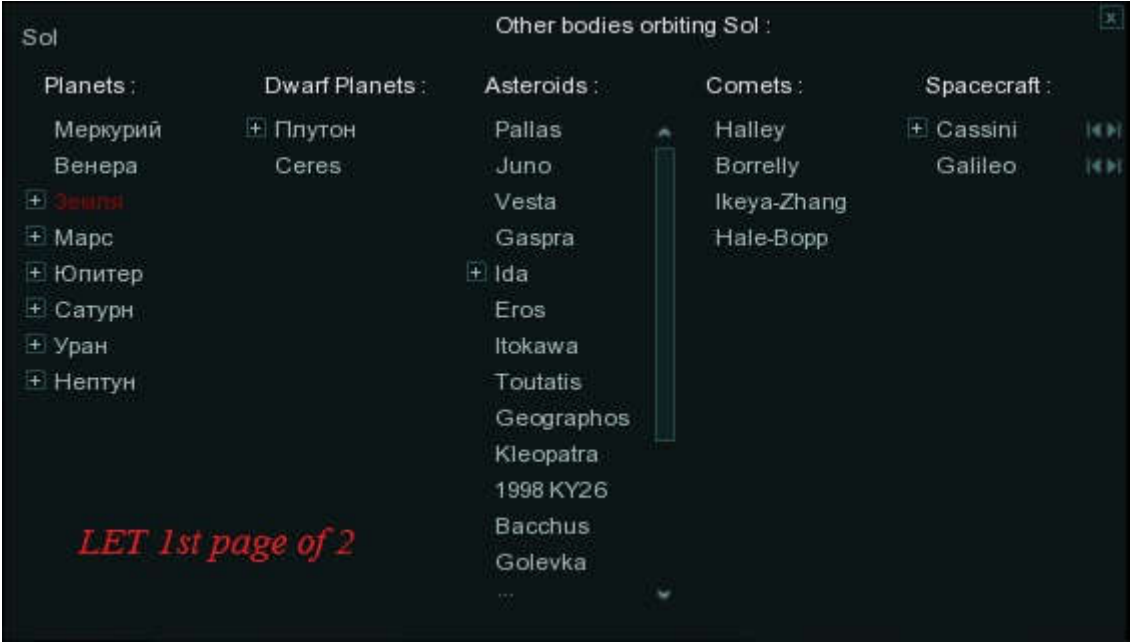 Sol
Other bodies orbiting Sol :
Planets :
Меркурий
Венера
Земля
Марс
Юпитер
Сатурн
Уран
Нептун
Dwarf Planets :
Плутон
Ceres
Asteroids :
Pallas
Juno
Vesta
Gaspra
Ida
Eros
Itokawa
Toutatis
Geographos
Kleopatra
1998 KY26
Bacchus
Golevka
...
Comets :
Halley
Borrelly
Ikeya-Zhang
Hale-Bopp
Spacecraft :
Cassini
Galileo
LET 1st page of 2